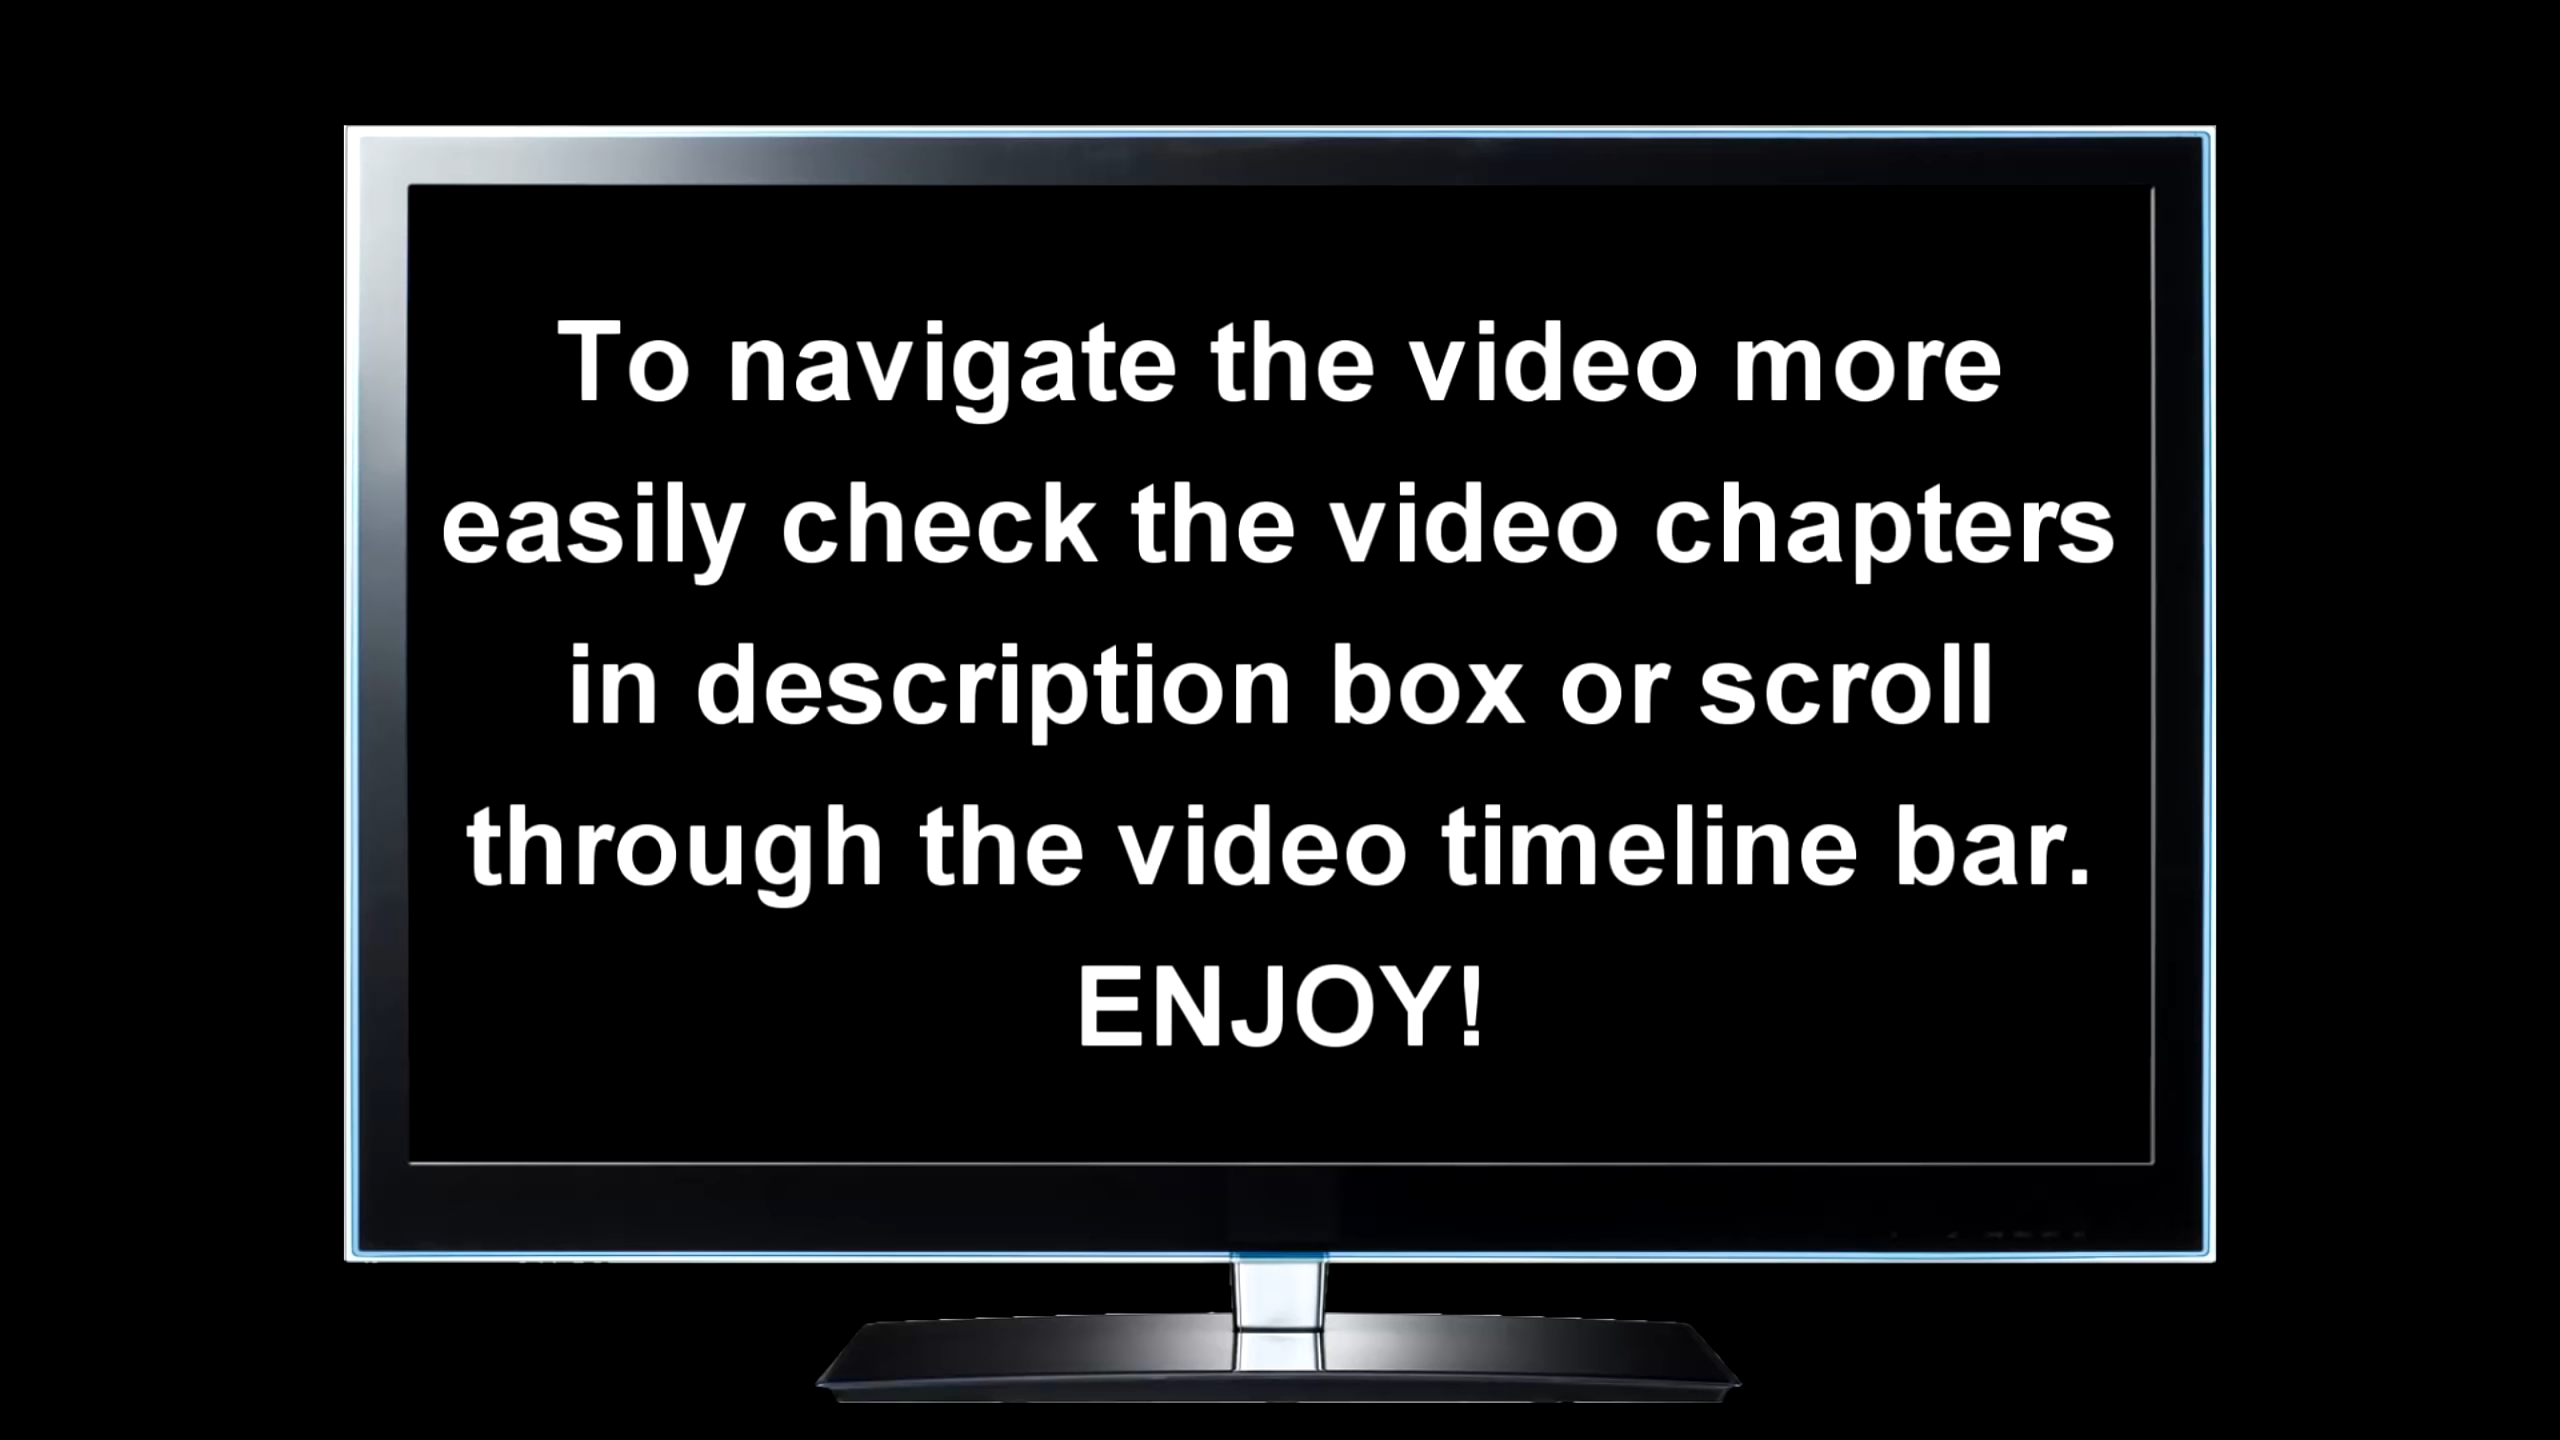 To navigate the video more
easily check the video chapters
in description box or scroll
through the video timeline bar.
ENJOY!